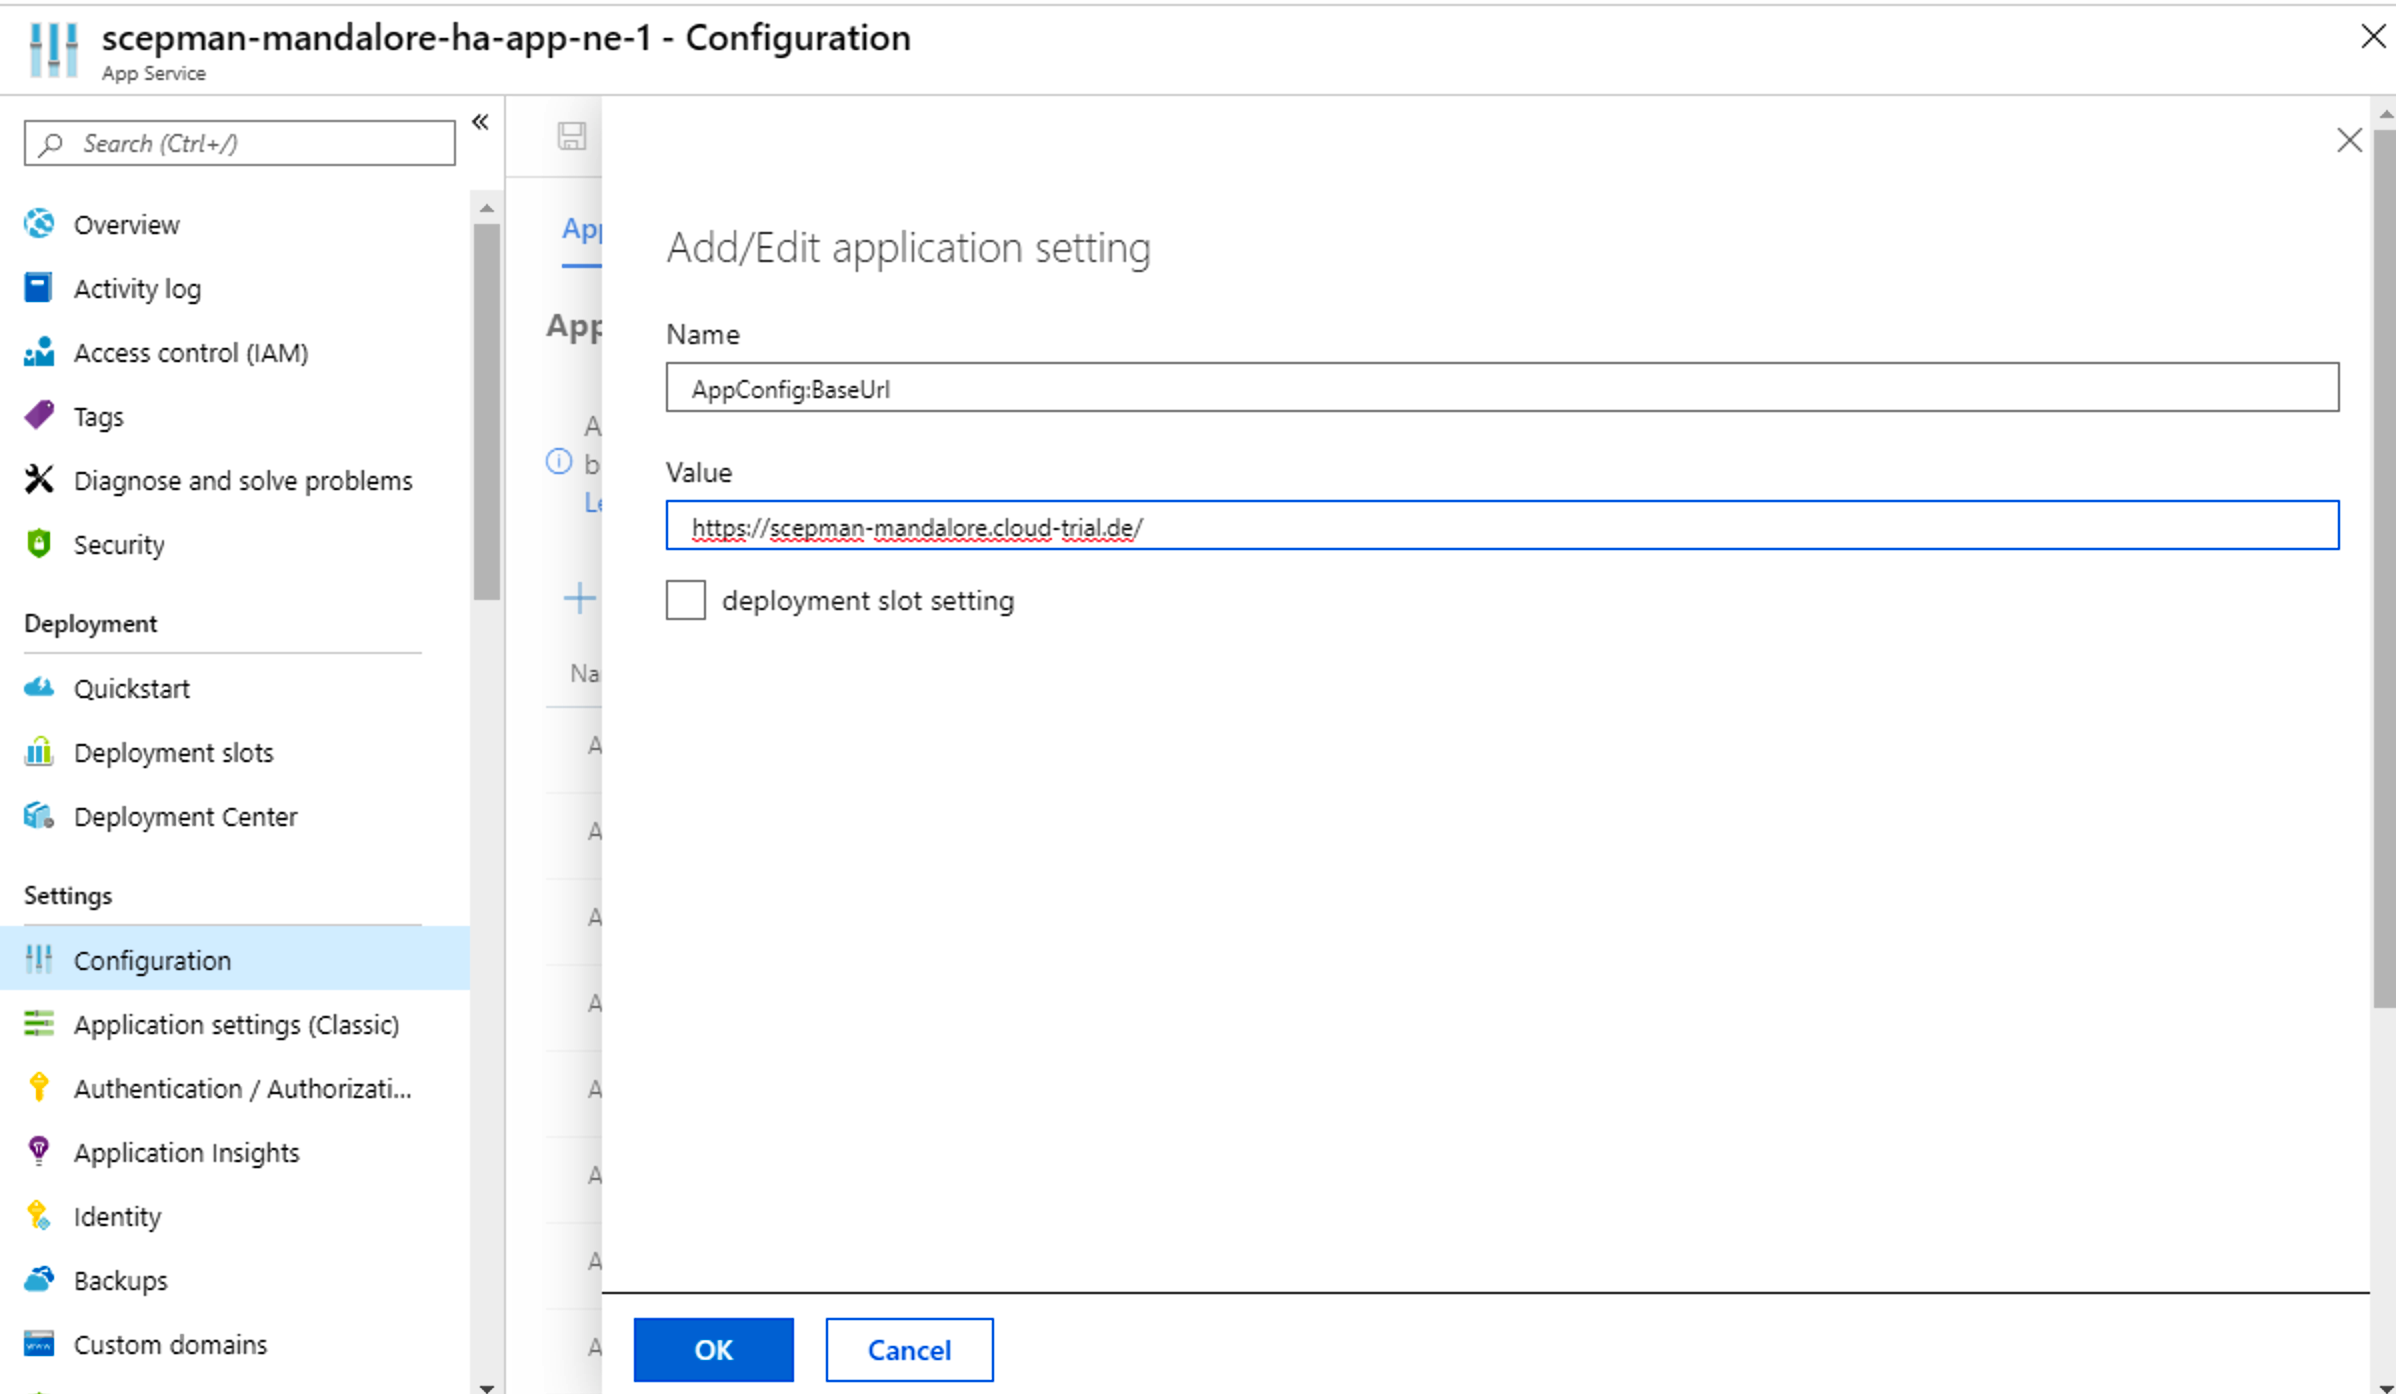 scepman-mandalore-ha-app-ne-1 - Configuration
App Service
Search (Ctrl+/)
Overview
Activity log
Access control (IAM)
Tags
Diagnose and solve problems
Security
Deployment
Quickstart
Deployment slots
Deployment Center
Settings
Configuration
Application settings (Classic)
Authentication / Authorizati...
Application Insights
Identity
Backups
Custom domains
App
App
A
b
Le
Na
A
A
A
A
A
A
A
A
Add/Edit application setting
Name
AppConfig:BaseUrl
Value
https://scepman-mandalore.cloud-trial.de/
deployment slot setting
OK
Cancel